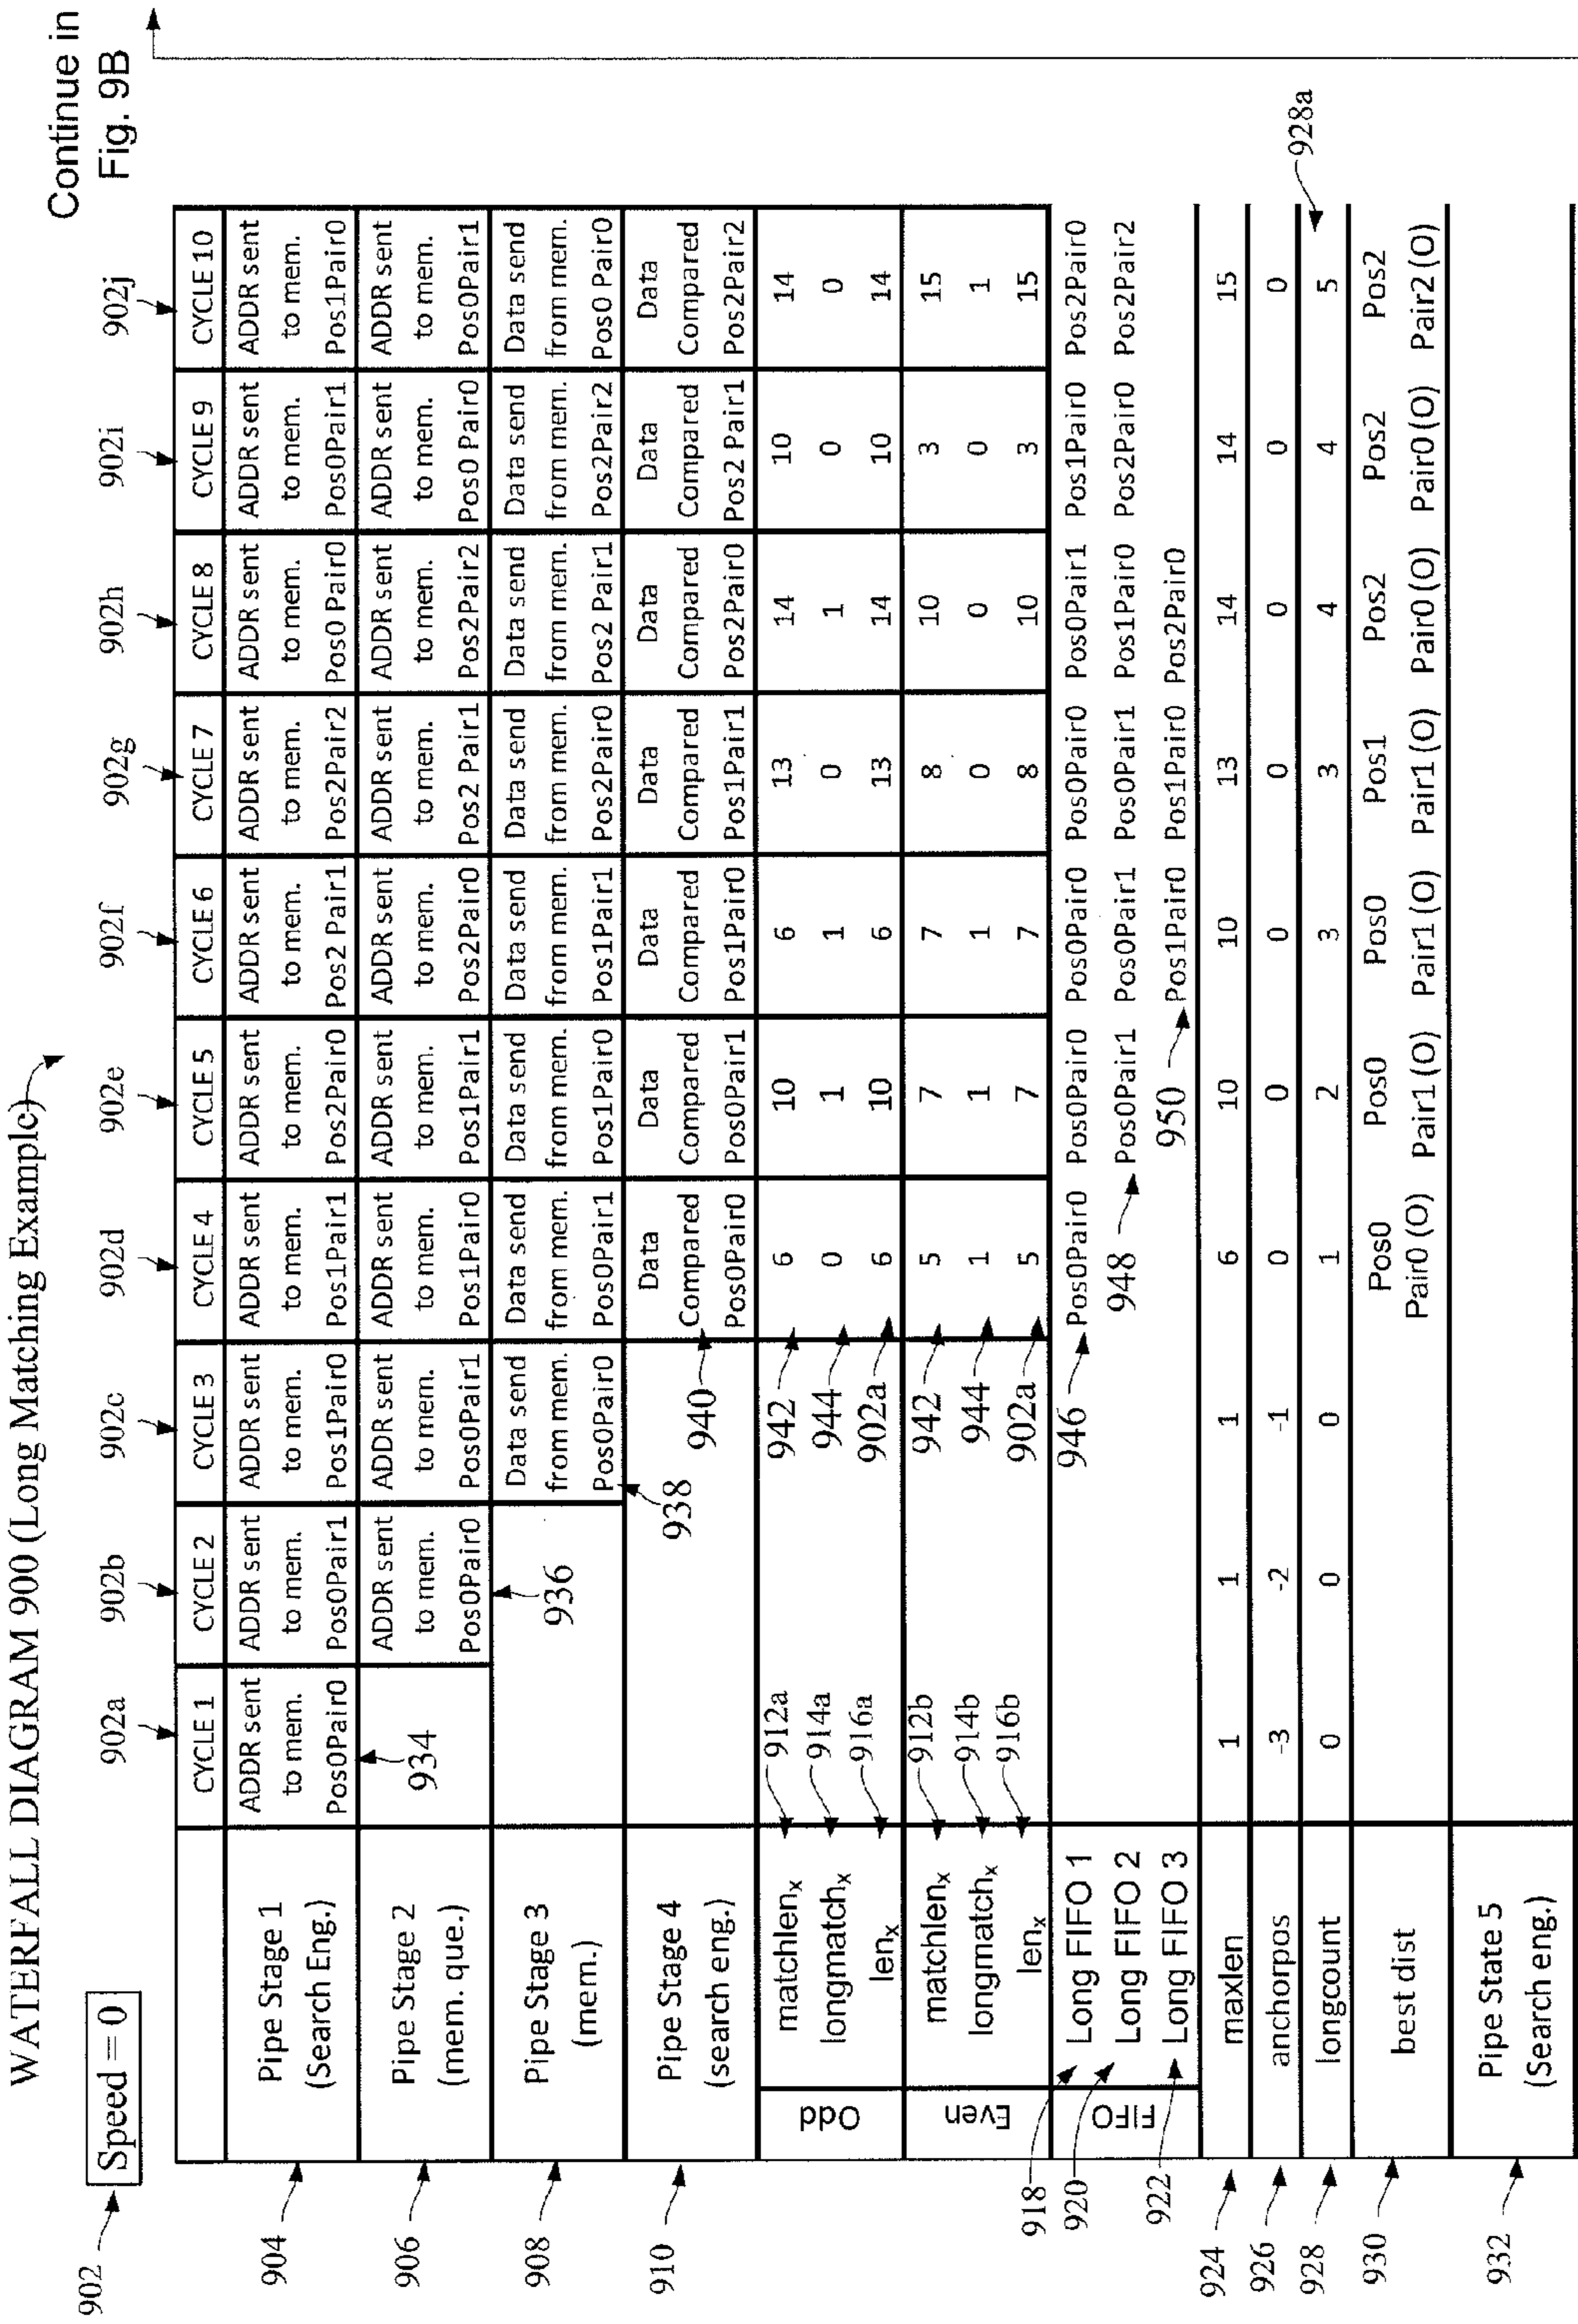 WATERFALL DIAGRAM 900 (Long Matching Example)
Continue in
Fig. 9B
902 Speed = 0
902a 902b 902c 902d 902e 902f 902g 902h 902i 902j
CYCLE 1 CYCLE 2 CYCLE 3 CYCLE 4 CYCLE 5 CYCLE 6 CYCLE 7 CYCLE 8 CYCLE 9 CYCLE 10
904
Pipe Stage 1
(Search Eng.)
ADDR sent ADDR sent ADDR sent ADDR sent ADDR sent ADDR sent ADDR sent ADDR sent ADDR sent ADDR sent
to mem. to mem. to mem. to mem. to mem. to mem. to mem. to mem. to mem. to mem.
Pos0Pair0 Pos0Pair1 Pos1Pair0 Pos1Pair1 Pos2Pair0 Pos2 Pair1 Pos2Pair2 Pos0 Pair0 Pos0Pair1 Pos1Pair0
934
906
Pipe Stage 2
(mem. que.)
ADDR sent ADDR sent ADDR sent ADDR sent ADDR sent ADDR sent ADDR sent ADDR sent ADDR sent
to mem. to mem. to mem. to mem. to mem. to mem. to mem. to mem. to mem.
Pos0Pair0 Pos0Pair1 Pos1Pair0 Pos1Pair1 Pos2Pair0 Pos2 Pair1 Pos2Pair2 Pos0 Pair0 Pos0Pair1
936
908
Pipe Stage 3
(mem.)
Data send Data send Data send Data send Data send Data send Data send Data send
from mem. from mem. from mem. from mem. from mem. from mem. from mem. from mem.
Pos0Pair0 Pos0Pair1 Pos1Pair0 Pos1Pair1 Pos2Pair0 Pos2 Pair1 Pos2Pair2 Pos0 Pair0
938
910
Pipe Stage 4
(search eng.)
Data Data Data Data Data Data Data
Compared Compared Compared Compared Compared Compared Compared
Pos0Pair0 Pos0Pair1 Pos1Pair0 Pos1Pair1 Pos2Pair0 Pos2 Pair1 Pos2Pair2
940
Odd
matchlenx 912a 942 6 10 6 13 14 10 14
longmatchx 914a 944 0 1 1 0 1 0 0
lenx 916a 902a 6 10 6 13 14 10 14
Even
matchlenx 912b 942 5 7 7 8 10 3 15
longmatchx 914b 944 1 1 1 0 0 0 1
lenx 916b 902a 5 7 7 8 10 3 15
FIFO
918 Long FIFO 1 946 Pos0Pair0 Pos0Pair0 Pos0Pair0 Pos0Pair0 Pos0Pair1 Pos1Pair0 Pos2Pair0
920 Long FIFO 2 948 Pos0Pair1 Pos0Pair1 Pos0Pair1 Pos1Pair0 Pos2Pair0 Pos2Pair2
922 Long FIFO 3 950 Pos1Pair0 Pos1Pair0 Pos2Pair0
924 maxlen 1 1 1 6 10 10 13 14 14 15
926 anchorpos -3 -2 -1 0 0 0 0 0 0 0
928 longcount 0 0 0 1 2 3 3 4 4 5 928a
930 best dist
Pos0 Pos0 Pos0 Pos1 Pos2 Pos2 Pos2
Pair0 (O) Pair1 (O) Pair1 (O) Pair1 (O) Pair0 (O) Pair0 (O) Pair2 (O)
932
Pipe State 5
(Search eng.)